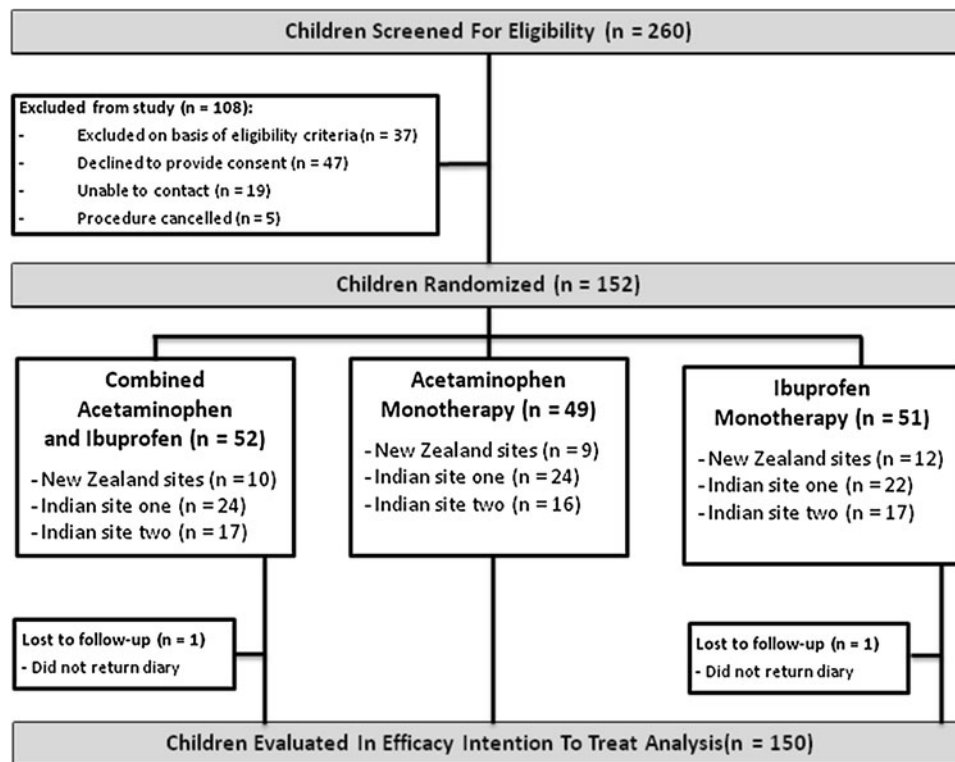 Children Screened For Eligibility (n = 260)
Excluded from study (n = 108):
- Excluded on basis of eligibility criteria (n = 37)
- Declined to provide consent (n = 47)
- Unable to contact (n = 19)
- Procedure cancelled (n = 5)
Children Randomized (n = 152)
Combined
Acetaminophen
and Ibuprofen (n = 52)
- New Zealand sites (n = 10)
- Indian site one (n = 24)
- Indian site two (n = 17)
Acetaminophen
Monotherapy (n = 49)
- New Zealand sites (n = 9)
- Indian site one (n = 24)
- Indian site two (n = 16)
Ibuprofen
Monotherapy (n = 51)
- New Zealand sites (n = 12)
- Indian site one (n = 22)
- Indian site two (n = 17)
Lost to follow-up (n = 1)
- Did not return diary
Lost to follow-up (n = 1)
- Did not return diary
Children Evaluated In Efficacy Intention To Treat Analysis(n = 150)